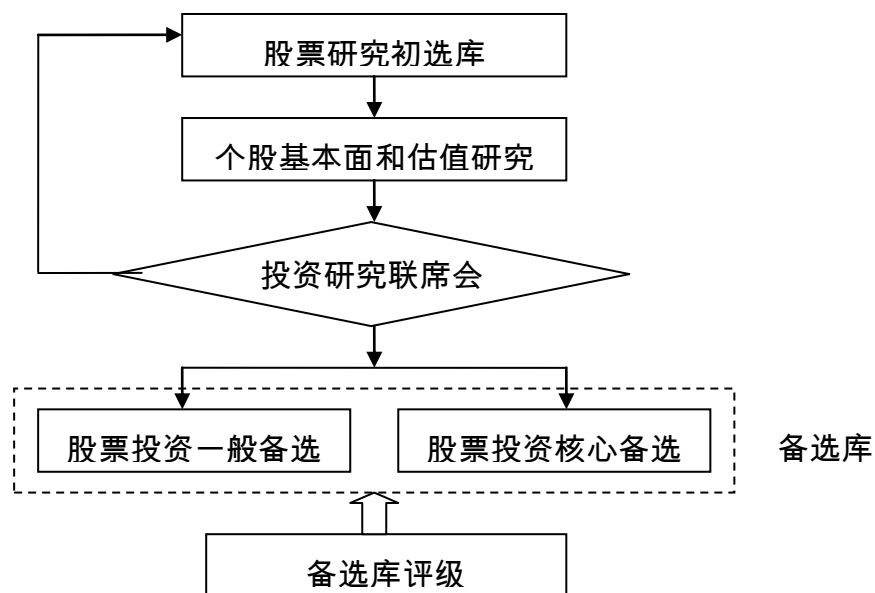 股票研究初选库
个股基本面和估值研究
投资研究联席会
股票投资一般备选
股票投资核心备选
备选库
备选库评级